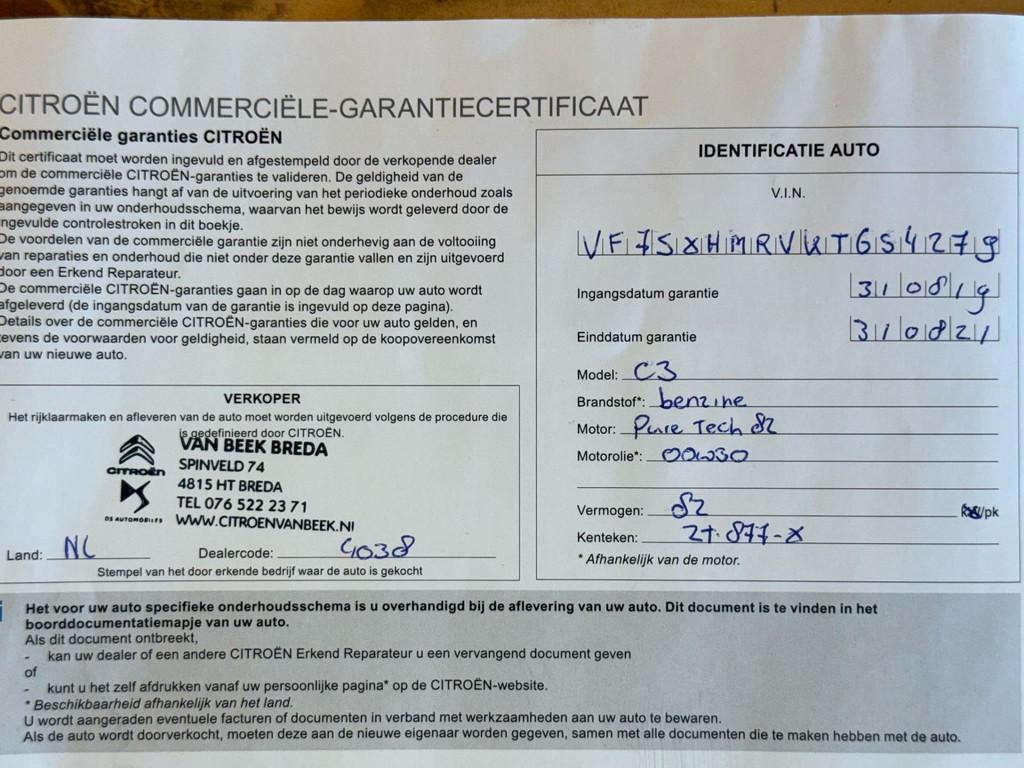 CITROËN COMMERCIËLE-GARANTIECERTIFICAAT
Commerciële garanties CITROËN
Dit certificaat moet worden ingevuld en afgestempeld door de verkopende dealer
om de commerciële CITROËN-garanties te valideren. De geldigheid van de
genoemde garanties hangt af van de uitvoering van het periodieke onderhoud zoals
aangegeven in uw onderhoudsschema, waarvan het bewijs wordt geleverd door de
ingevulde controlestroken in dit boekje.
De voordelen van de commerciële garantie zijn niet onderhevig aan de voltooiing
van reparaties en onderhoud die niet onder deze garantie vallen en zijn uitgevoerd
door een Erkend Reparateur.
De commerciële CITROËN-garanties gaan in op de dag waarop uw auto wordt
afgeleverd (de ingangsdatum van de garantie is ingevuld op deze pagina).
Details over de commerciële CITROËN-garanties die voor uw auto gelden, en
tevens de voorwaarden voor geldigheid, staan vermeld op de koopovereenkomst
van uw nieuwe auto.
VERKOPER
Het rijklaarmaken en afleveren van de auto moet worden uitgevoerd volgens de procedure die
is gedefinieerd door CITROËN.
VAN BEEK BREDA
SPINVELD 74
4815 HT BREDA
TEL 076 522 23 71
WWW.CITROENVANBEEK.NI
CITROËN
DS AUTOMOBILES
Land: NL Dealercode: 4038
Stempel van het door erkende bedrijf waar de auto is gekocht
IDENTIFICATIE AUTO
V.I.N.
VF7SXHMRVKT6S4279
Ingangsdatum garantie 310819
Einddatum garantie 310821
Model: C3
Brandstof*: benzine
Motor: Pure Tech 82
Motorolie*: 00W30
Vermogen: 82 kW/pk
Kenteken: ZT-877-X
* Afhankelijk van de motor.
Het voor uw auto specifieke onderhoudsschema is u overhandigd bij de aflevering van uw auto. Dit document is te vinden in het
boorddocumentatiemapje van uw auto.
Als dit document ontbreekt,
- kan uw dealer of een andere CITROËN Erkend Reparateur u een vervangend document geven
of
- kunt u het zelf afdrukken vanaf uw persoonlijke pagina* op de CITROËN-website.
* Beschikbaarheid afhankelijk van het land.
U wordt aangeraden eventuele facturen of documenten in verband met werkzaamheden aan uw auto te bewaren.
Als de auto wordt doorverkocht, moeten deze aan de nieuwe eigenaar worden gegeven, samen met alle documenten die te maken hebben met de auto.